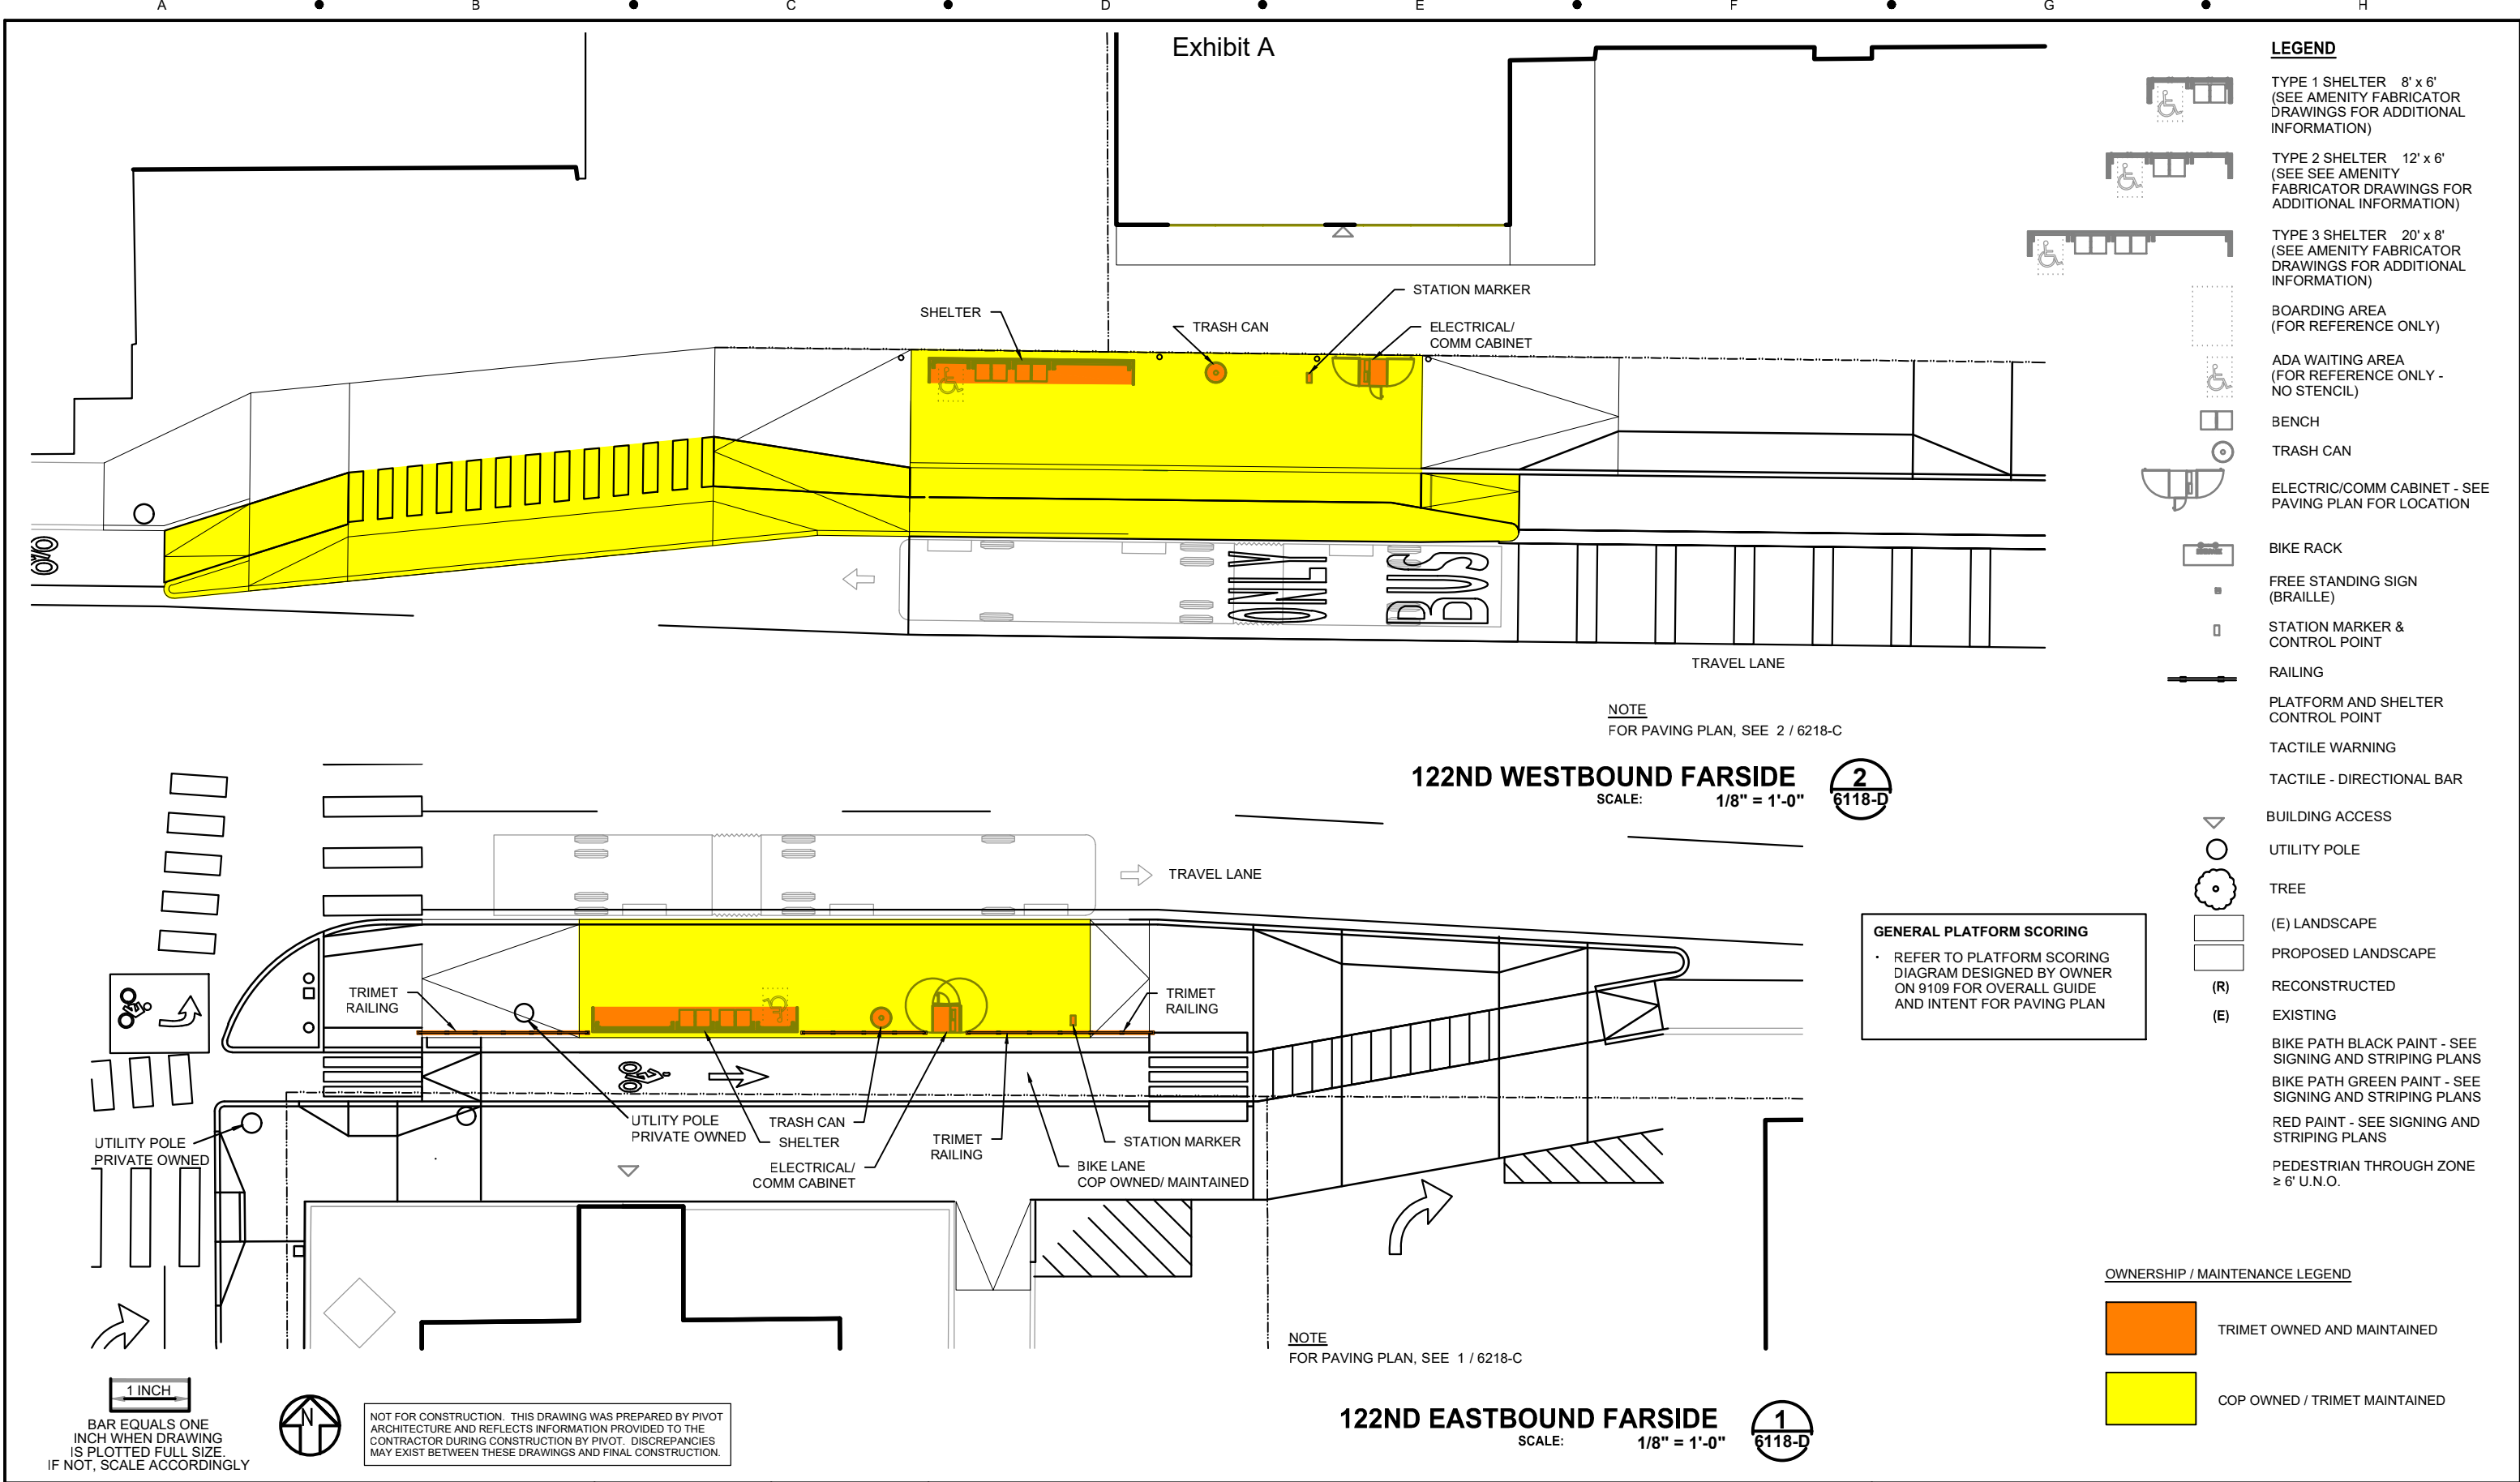 A B C D E F G H
Exhibit A
SHELTER
TRASH CAN
STATION MARKER
ELECTRICAL/
COMM CABINET
ONLY
BUS
TRAVEL LANE
NOTE
FOR PAVING PLAN, SEE 2 / 6218-C
122ND WESTBOUND FARSIDE
SCALE: 1/8" = 1'-0"
2
6118-D
TRAVEL LANE
TRIMET
RAILING
TRIMET
RAILING
UTILITY POLE
PRIVATE OWNED
UTLITY POLE
PRIVATE OWNED
TRASH CAN
SHELTER
ELECTRICAL/
COMM CABINET
TRIMET
RAILING
STATION MARKER
BIKE LANE
COP OWNED/ MAINTAINED
NOTE
FOR PAVING PLAN, SEE 1 / 6218-C
122ND EASTBOUND FARSIDE
SCALE: 1/8" = 1'-0"
1
6118-D
1 INCH
BAR EQUALS ONE
INCH WHEN DRAWING
IS PLOTTED FULL SIZE.
IF NOT, SCALE ACCORDINGLY
N
NOT FOR CONSTRUCTION. THIS DRAWING WAS PREPARED BY PIVOT
ARCHITECTURE AND REFLECTS INFORMATION PROVIDED TO THE
CONTRACTOR DURING CONSTRUCTION BY PIVOT. DISCREPANCIES
MAY EXIST BETWEEN THESE DRAWINGS AND FINAL CONSTRUCTION.
GENERAL PLATFORM SCORING
· REFER TO PLATFORM SCORING
DIAGRAM DESIGNED BY OWNER
ON 9109 FOR OVERALL GUIDE
AND INTENT FOR PAVING PLAN
LEGEND
TYPE 1 SHELTER 8' x 6'
(SEE AMENITY FABRICATOR
DRAWINGS FOR ADDITIONAL
INFORMATION)
TYPE 2 SHELTER 12' x 6'
(SEE SEE AMENITY
FABRICATOR DRAWINGS FOR
ADDITIONAL INFORMATION)
TYPE 3 SHELTER 20' x 8'
(SEE AMENITY FABRICATOR
DRAWINGS FOR ADDITIONAL
INFORMATION)
BOARDING AREA
(FOR REFERENCE ONLY)
ADA WAITING AREA
(FOR REFERENCE ONLY -
NO STENCIL)
BENCH
TRASH CAN
ELECTRIC/COMM CABINET - SEE
PAVING PLAN FOR LOCATION
BIKE RACK
FREE STANDING SIGN
(BRAILLE)
STATION MARKER &
CONTROL POINT
RAILING
PLATFORM AND SHELTER
CONTROL POINT
TACTILE WARNING
TACTILE - DIRECTIONAL BAR
BUILDING ACCESS
UTILITY POLE
TREE
(E) LANDSCAPE
PROPOSED LANDSCAPE
(R) RECONSTRUCTED
(E) EXISTING
BIKE PATH BLACK PAINT - SEE
SIGNING AND STRIPING PLANS
BIKE PATH GREEN PAINT - SEE
SIGNING AND STRIPING PLANS
RED PAINT - SEE SIGNING AND
STRIPING PLANS
PEDESTRIAN THROUGH ZONE
≥ 6' U.N.O.
OWNERSHIP / MAINTENANCE LEGEND
TRIMET OWNED AND MAINTAINED
COP OWNED / TRIMET MAINTAINED